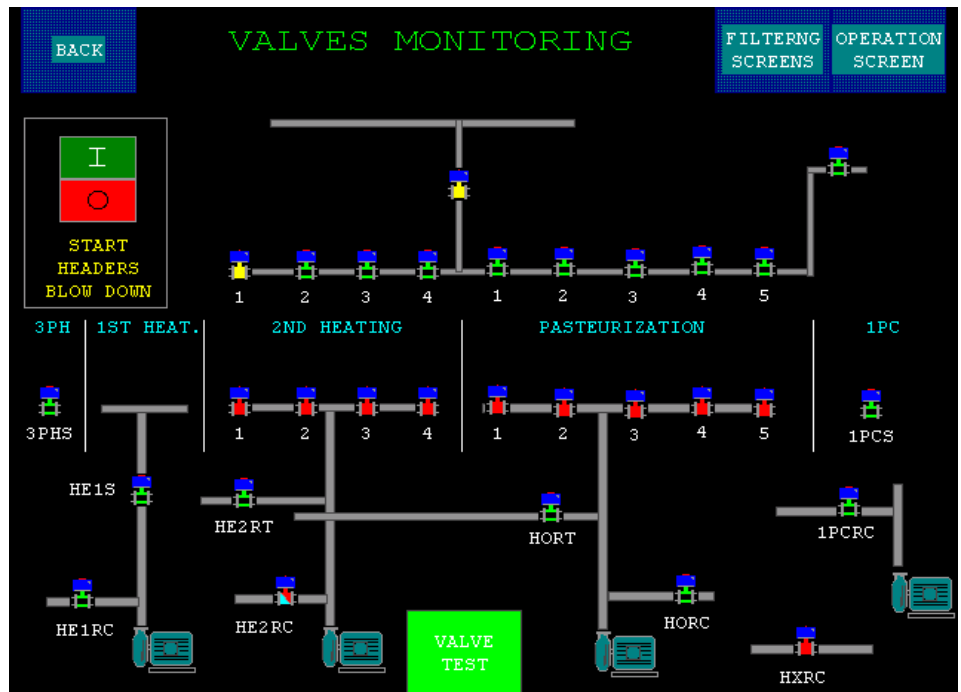 BACK
VALVES MONITORING
FILTERNG
SCREENS
OPERATION
SCREEN
I
O
START
HEADERS
BLOW DOWN
1 2 3 4 1 2 3 4 5
3PH 1ST HEAT. 2ND HEATING PASTEURIZATION 1PC
3PHS 1 2 3 4 1 2 3 4 5 1PCS
HE1S
HE2RT HORT 1PCRC
HE1RC HE2RC HORC
VALVE
TEST
HXRC